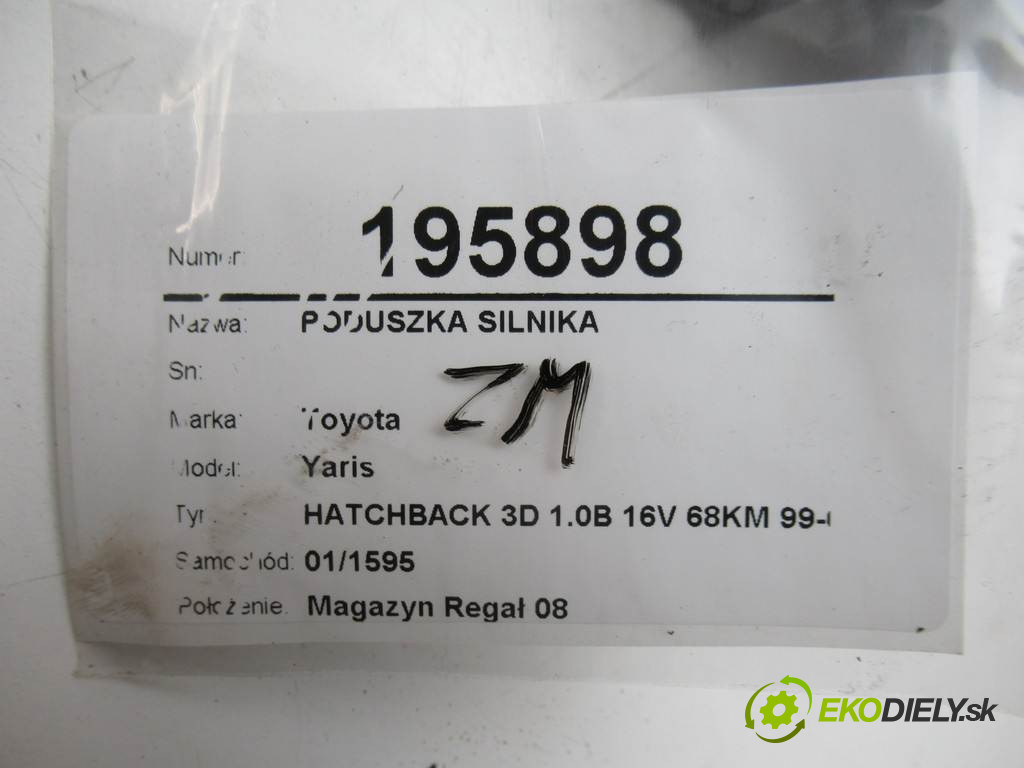 Numer: 195898
Nazwa: PODUSZKA SILNIKA
Sn:
ZM
Marka: Toyota
Model: Yaris
Typ: HATCHBACK 3D 1.0B 16V 68KM 99-
Samochód: 01/1595
Położenie: Magazyn Regał 08
EKODIELY.sk